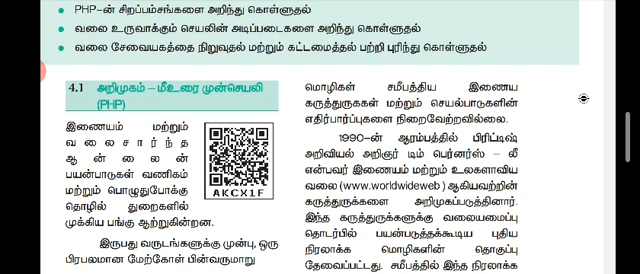 PHP-ன் சிறப்பம்சங்களை அறிந்து கொள்ளுதல்
வலை உருவாக்கும் செயலின் அடிப்படைகளை அறிந்து கொள்ளுதல்
வலை சேவையகத்தை நிறுவுதல் மற்றும் கட்டமைத்தல் பற்றி புரிந்து கொள்ளுதல்
4.1 அறிமுகம் – மீஉரை முன்செயலி
(PHP)
இணையம் மற்றும்
வலைசார்ந்த
ஆன்லைன்
பயன்பாடுகள் வணிகம்
மற்றும் பொழுதுபோக்கு
தொழில் துறைகளில்
முக்கிய பங்கு ஆற்றுகின்றன.
AKCX1F
இருபது வருடங்களுக்கு முன்பு, ஒரு
பிரபலமான மேற்கோள் பின்வருமாறு
மொழிகள் சமீபத்திய இணைய
கருத்துருக்கள் மற்றும் செயல்பாடுகளின்
எதிர்பார்ப்புகளை நிறைவேற்றவில்லை.
1990-ன் ஆரம்பத்தில் பிரிட்டிஷ்
அறிவியல் அறிஞர் டிம் பெர்னர்ஸ் – லீ
என்பவர் இணையம் மற்றும் உலகளாவிய
வலை (www.worldwideweb) ஆகியவற்றின்
கருத்துருக்களை அறிமுகப்படுத்தினார்.
இந்த கருத்துருக்களுக்கு வலையமைப்பு
தொடர்பில் பயன்படுத்தக்கூடிய புதிய
நிரலாக்க மொழிகளின் தொகுப்பு
தேவைப்பட்டது. சமீபத்தில் இந்த நிரலாக்க